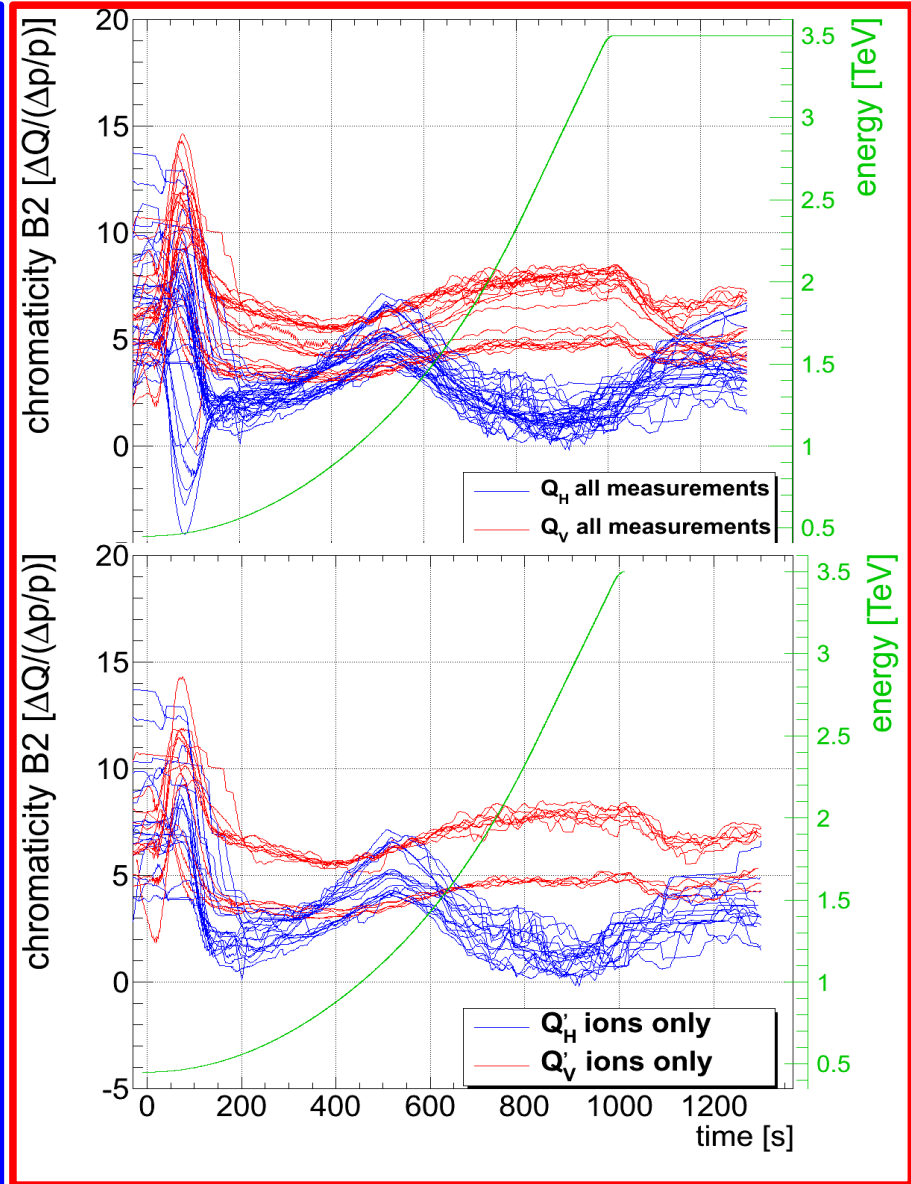 20
15
10
5
0
chromaticity B2 [ΔQ/(Δp/p)]
3.5
3
2.5
2
1.5
1
0.5
energy [TeV]
Q_H all measurements
Q_V all measurements
20
15
10
5
0
-5
chromaticity B2 [ΔQ/(Δp/p)]
3.5
3
2.5
2
1.5
1
0.5
energy [TeV]
Q'_H ions only
Q'_V ions only
0 200 400 600 800 1000 1200
time [s]